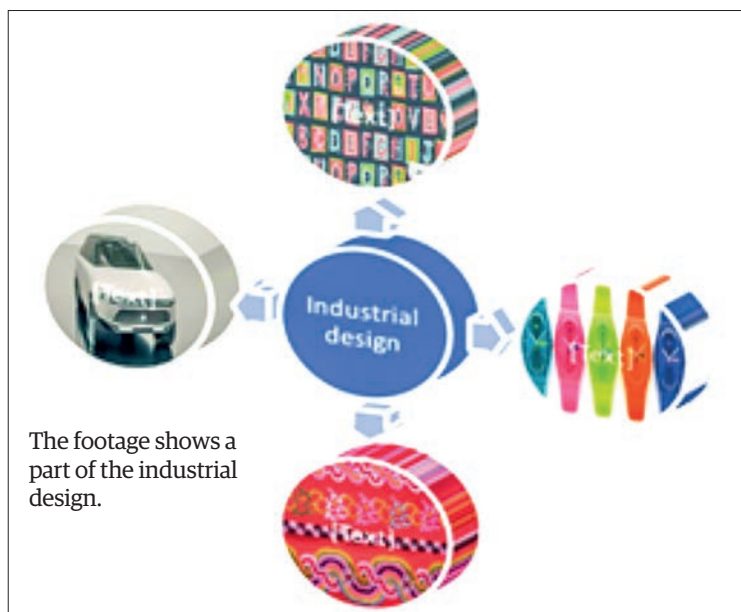 [Text]
[Text]
Industrial
design
[Text]
The footage shows a
part of the industrial
design.
[Text]